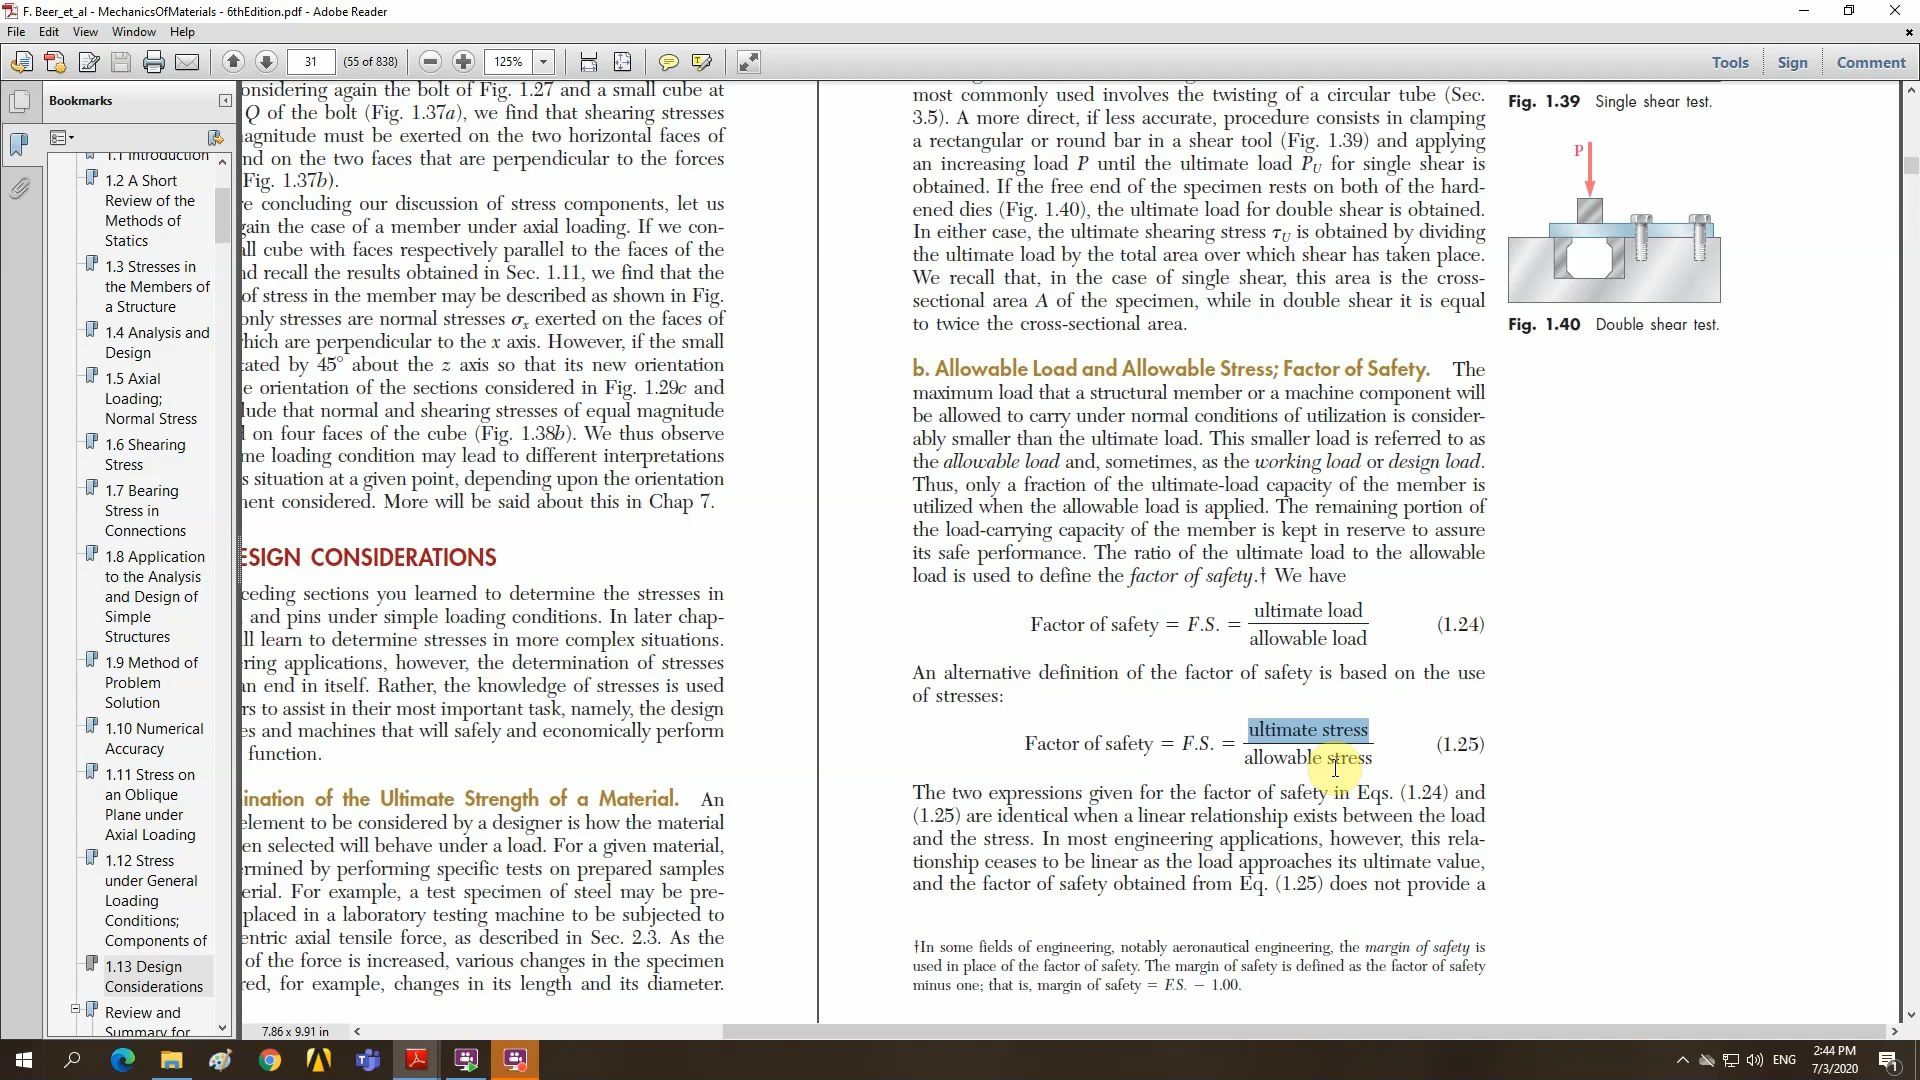 F. Beer_et_al - MechanicsOfMaterials - 6thEdition.pdf - Adobe Reader
File Edit View Window Help
31 (55 of 838) 125% Tools Sign Comment
Bookmarks
1.1 Introduction
1.2 A Short
Review of the
Methods of
Statics
1.3 Stresses in
the Members of
a Structure
1.4 Analysis and
Design
1.5 Axial
Loading;
Normal Stress
1.6 Shearing
Stress
1.7 Bearing
Stress in
Connections
1.8 Application
to the Analysis
and Design of
Simple
Structures
1.9 Method of
Problem
Solution
1.10 Numerical
Accuracy
1.11 Stress on
an Oblique
Plane under
Axial Loading
1.12 Stress
under General
Loading
Conditions;
Components of
1.13 Design
Considerations
Review and
Summary for
onsidering again the bolt of Fig. 1.27 and a small cube at
Q of the bolt (Fig. 1.37a), we find that shearing stresses
agnitude must be exerted on the two horizontal faces of
nd on the two faces that are perpendicular to the forces
Fig. 1.37b).
e concluding our discussion of stress components, let us
gain the case of a member under axial loading. If we con-
all cube with faces respectively parallel to the faces of the
nd recall the results obtained in Sec. 1.11, we find that the
of stress in the member may be described as shown in Fig.
only stresses are normal stresses σx exerted on the faces of
hich are perpendicular to the x axis. However, if the small
tated by 45° about the z axis so that its new orientation
e orientation of the sections considered in Fig. 1.29c and
lude that normal and shearing stresses of equal magnitude
d on four faces of the cube (Fig. 1.38b). We thus observe
me loading condition may lead to different interpretations
s situation at a given point, depending upon the orientation
ment considered. More will be said about this in Chap 7.
ESIGN CONSIDERATIONS
ceding sections you learned to determine the stresses in
and pins under simple loading conditions. In later chap-
ll learn to determine stresses in more complex situations.
ering applications, however, the determination of stresses
an end in itself. Rather, the knowledge of stresses is used
rs to assist in their most important task, namely, the design
es and machines that will safely and economically perform
function.
ination of the Ultimate Strength of a Material. An
element to be considered by a designer is how the material
en selected will behave under a load. For a given material,
ermined by performing specific tests on prepared samples
erial. For example, a test specimen of steel may be pre-
placed in a laboratory testing machine to be subjected to
entric axial tensile force, as described in Sec. 2.3. As the
of the force is increased, various changes in the specimen
red, for example, changes in its length and its diameter.
most commonly used involves the twisting of a circular tube (Sec.
3.5). A more direct, if less accurate, procedure consists in clamping
a rectangular or round bar in a shear tool (Fig. 1.39) and applying
an increasing load P until the ultimate load PU for single shear is
obtained. If the free end of the specimen rests on both of the hard-
ened dies (Fig. 1.40), the ultimate load for double shear is obtained.
In either case, the ultimate shearing stress τU is obtained by dividing
the ultimate load by the total area over which shear has taken place.
We recall that, in the case of single shear, this area is the cross-
sectional area A of the specimen, while in double shear it is equal
to twice the cross-sectional area.
b. Allowable Load and Allowable Stress; Factor of Safety. The
maximum load that a structural member or a machine component will
be allowed to carry under normal conditions of utilization is consider-
ably smaller than the ultimate load. This smaller load is referred to as
the allowable load and, sometimes, as the working load or design load.
Thus, only a fraction of the ultimate-load capacity of the member is
utilized when the allowable load is applied. The remaining portion of
the load-carrying capacity of the member is kept in reserve to assure
its safe performance. The ratio of the ultimate load to the allowable
load is used to define the factor of safety.† We have
ultimate load
Factor of safety = F.S. = (1.24)
allowable load
An alternative definition of the factor of safety is based on the use
of stresses:
ultimate stress
Factor of safety = F.S. = (1.25)
allowable stress
The two expressions given for the factor of safety in Eqs. (1.24) and
(1.25) are identical when a linear relationship exists between the load
and the stress. In most engineering applications, however, this rela-
tionship ceases to be linear as the load approaches its ultimate value,
and the factor of safety obtained from Eq. (1.25) does not provide a
†In some fields of engineering, notably aeronautical engineering, the margin of safety is
used in place of the factor of safety. The margin of safety is defined as the factor of safety
minus one; that is, margin of safety = F.S. − 1.00.
Fig. 1.39 Single shear test.
P
Fig. 1.40 Double shear test.
7.86 x 9.91 in
ENG
2:44 PM
7/3/2020
1